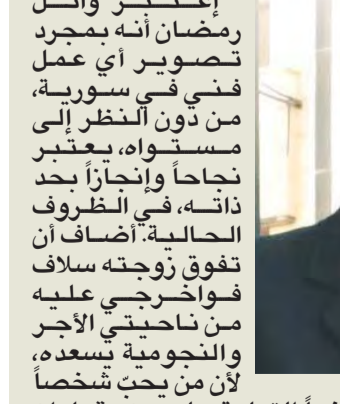 إعتبر وائل
رمضان أنه بمجرد
تصوير أي عمل
فني في سورية،
من دون النظر إلى
مستواه، يعتبر
نجاحاً وإنجازاً بحد
ذاته، في الظروف
الحالية. أضاف أن
تفوق زوجته سلاف
فواخرجي عليه
من ناحيتي الأجر
والنجومية يسعده،
لأن من يحبّ شخصاً